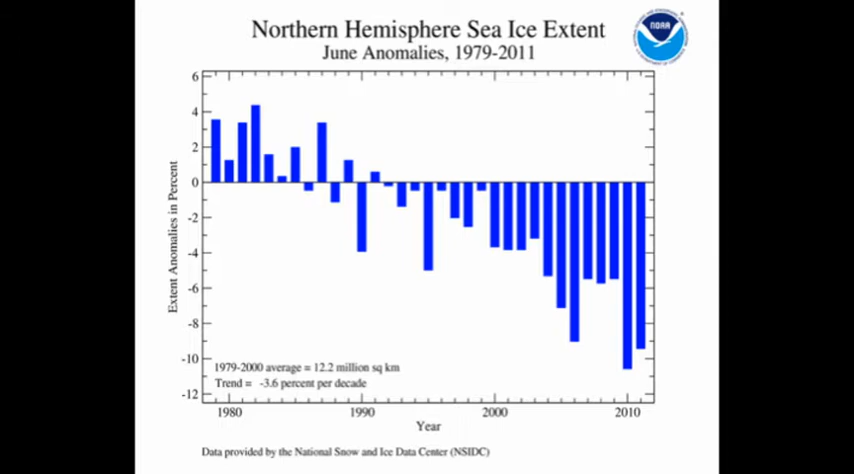 Northern Hemisphere Sea Ice Extent
June Anomalies, 1979-2011
NOAA
6
4
2
0
-2
-4
-6
-8
-10
-12
Extent Anomalies in Percent
1979-2000 average = 12.2 million sq km
Trend = -3.6 percent per decade
1980 1990 2000 2010
Year
Data provided by the National Snow and Ice Data Center (NSIDC)